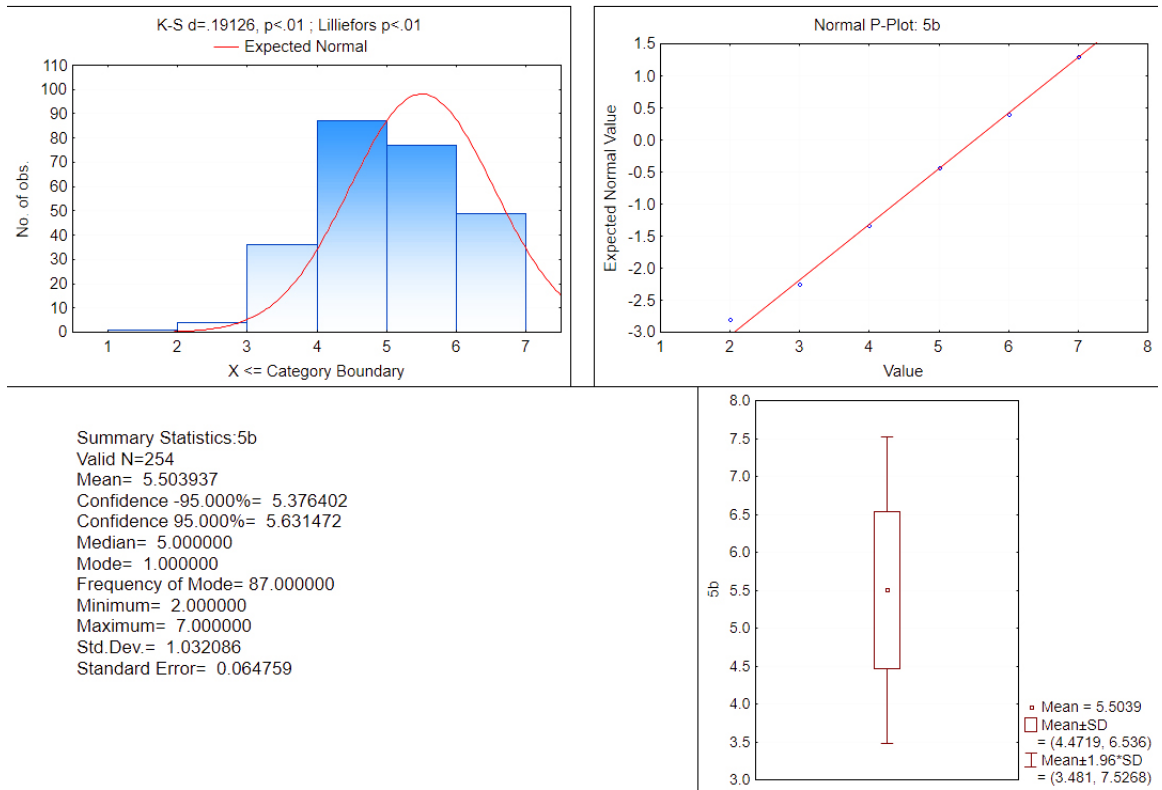 K-S d=.19126, p<.01 ; Lilliefors p<.01
Expected Normal
110
100
90
80
70
60
50
40
30
20
10
0
No. of obs.
1 2 3 4 5 6 7
X <= Category Boundary
Normal P-Plot: 5b
1.5
1.0
0.5
0.0
-0.5
-1.0
-1.5
-2.0
-2.5
-3.0
Expected Normal Value
1 2 3 4 5 6 7 8
Value
Summary Statistics:5b
Valid N=254
Mean= 5.503937
Confidence -95.000%= 5.376402
Confidence 95.000%= 5.631472
Median= 5.000000
Mode= 1.000000
Frequency of Mode= 87.000000
Minimum= 2.000000
Maximum= 7.000000
Std.Dev.= 1.032086
Standard Error= 0.064759
8.0
7.5
7.0
6.5
6.0
5.5
5.0
4.5
4.0
3.5
3.0
5b
Mean = 5.5039
Mean±SD
= (4.4719, 6.536)
Mean±1.96*SD
= (3.481, 7.5268)